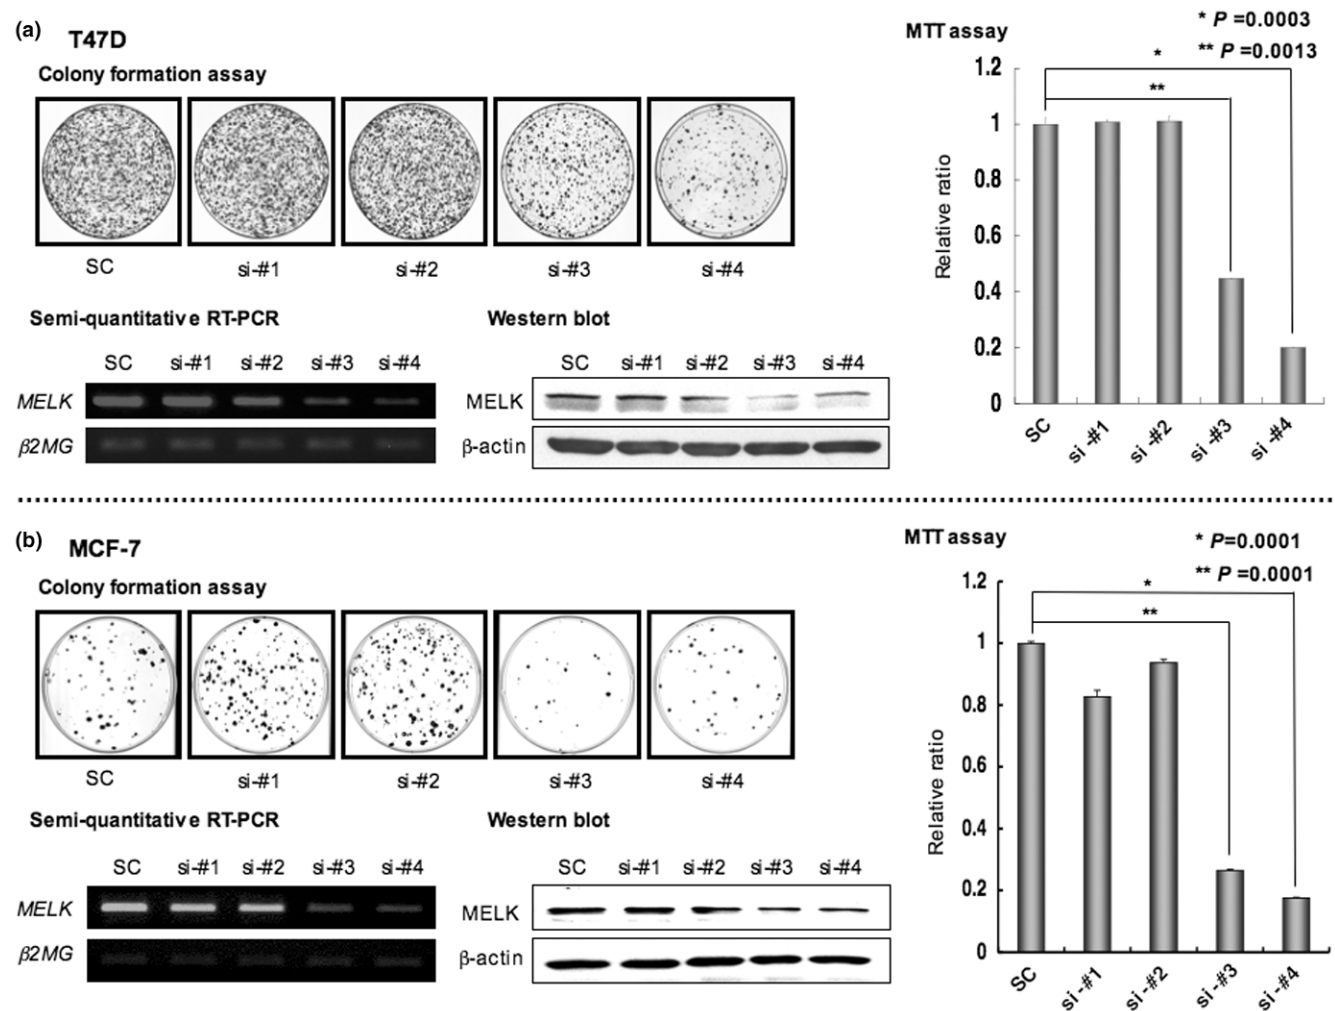 (a) T47D
Colony formation assay
SC si-#1 si-#2 si-#3 si-#4
Semi-quantitative RT-PCR
SC si-#1 si-#2 si-#3 si-#4
MELK
β2MG
Western blot
SC si-#1 si-#2 si-#3 si-#4
MELK
β-actin
MTT assay
* P =0.0003
** P =0.0013
*
**
Relative ratio
1.2
1
0.8
0.6
0.4
0.2
0
SC si-#1 si-#2 si-#3 si-#4
(b) MCF-7
Colony formation assay
SC si-#1 si-#2 si-#3 si-#4
Semi-quantitative RT-PCR
SC si-#1 si-#2 si-#3 si-#4
MELK
β2MG
Western blot
SC si-#1 si-#2 si-#3 si-#4
MELK
β-actin
MTT assay
* P=0.0001
** P =0.0001
*
**
Relative ratio
1.2
1
0.8
0.6
0.4
0.2
0
SC si-#1 si-#2 si-#3 si-#4